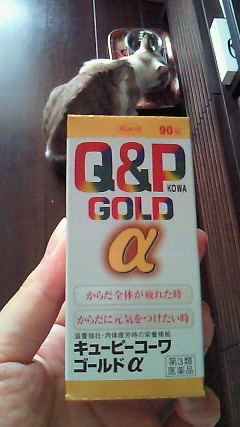 Kowa
90錠
Q&P
KOWA
GOLD
α
からだ全体が疲れた時
からだに元気をつけたい時
滋養強壮・肉体疲労時の栄養補給
キューピーコーワ
ゴールドα
第3類
医薬品